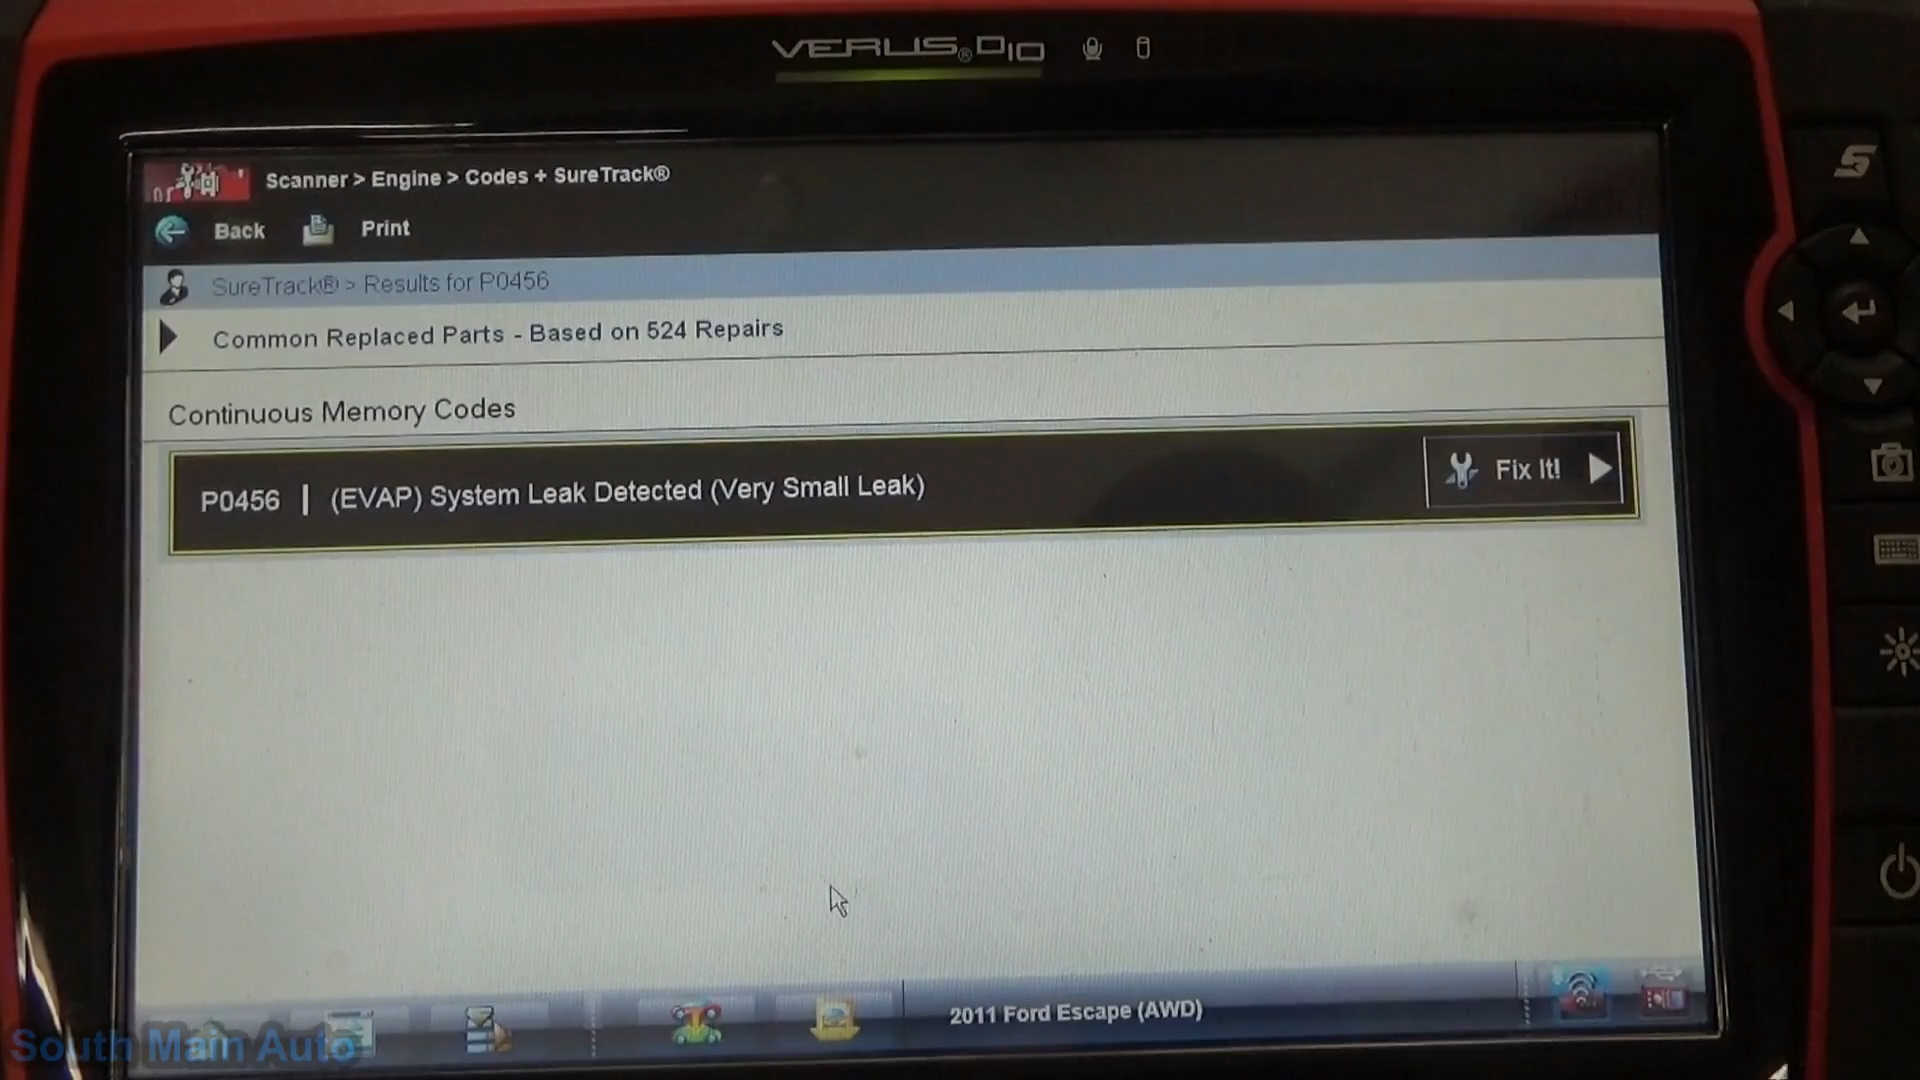 VERUS® PRO
Scanner > Engine > Codes + SureTrack®
Back Print
SureTrack® > Results for P0456
Common Replaced Parts - Based on 524 Repairs
Continuous Memory Codes
P0456 | (EVAP) System Leak Detected (Very Small Leak) Fix It!
2011 Ford Escape (AWD)
South Main Auto